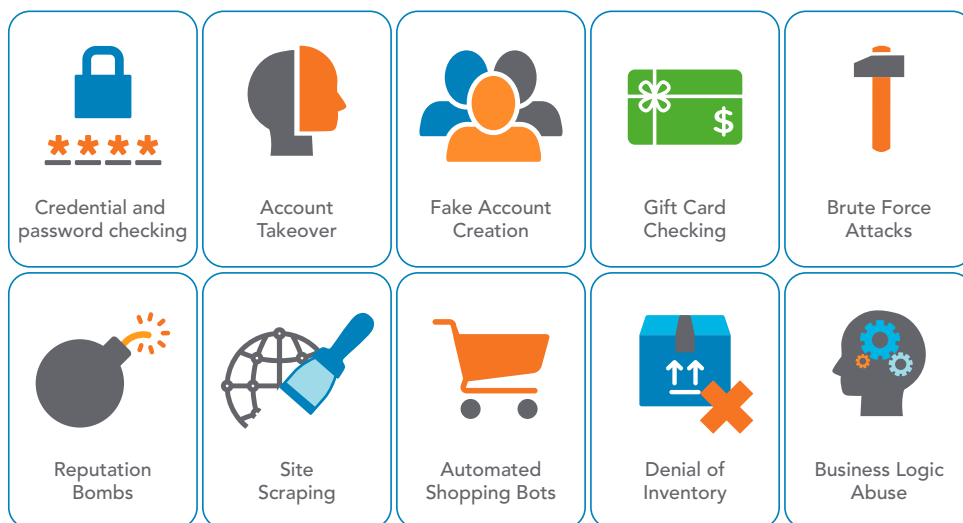 Credential and
password checking
Account
Takeover
Fake Account
Creation
$
Gift Card
Checking
Brute Force
Attacks
Reputation
Bombs
Site
Scraping
Automated
Shopping Bots
Denial of
Inventory
Business Logic
Abuse